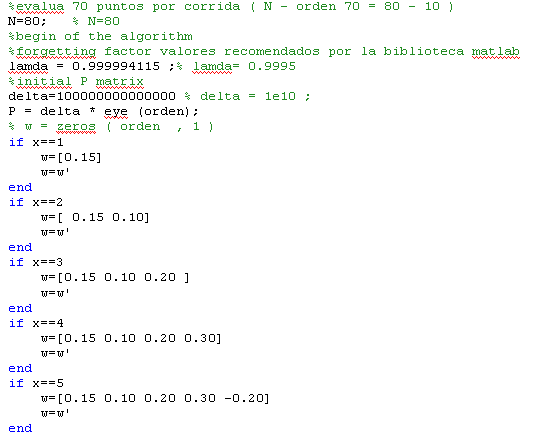 %evalua 70 puntos por corrida ( N - orden 70 = 80 - 10 )
N=80;   % N=80
%begin of the algorithm
%forgetting factor valores recomendados por la biblioteca matlab
lamda = 0.999994115 ;% lamda= 0.9995
%initial P matrix
delta=100000000000000 % delta = 1e10 ;
P = delta * eye (orden);
% w = zeros ( orden  , 1 )
if x==1
    w=[0.15]
    w=w'
end
if x==2
    w=[ 0.15 0.10]
    w=w'
end
if x==3
    w=[0.15 0.10 0.20 ]
    w=w'
end
if x==4
    w=[0.15 0.10 0.20 0.30]
    w=w'
end
if x==5
    w=[0.15 0.10 0.20 0.30 -0.20]
    w=w'
end